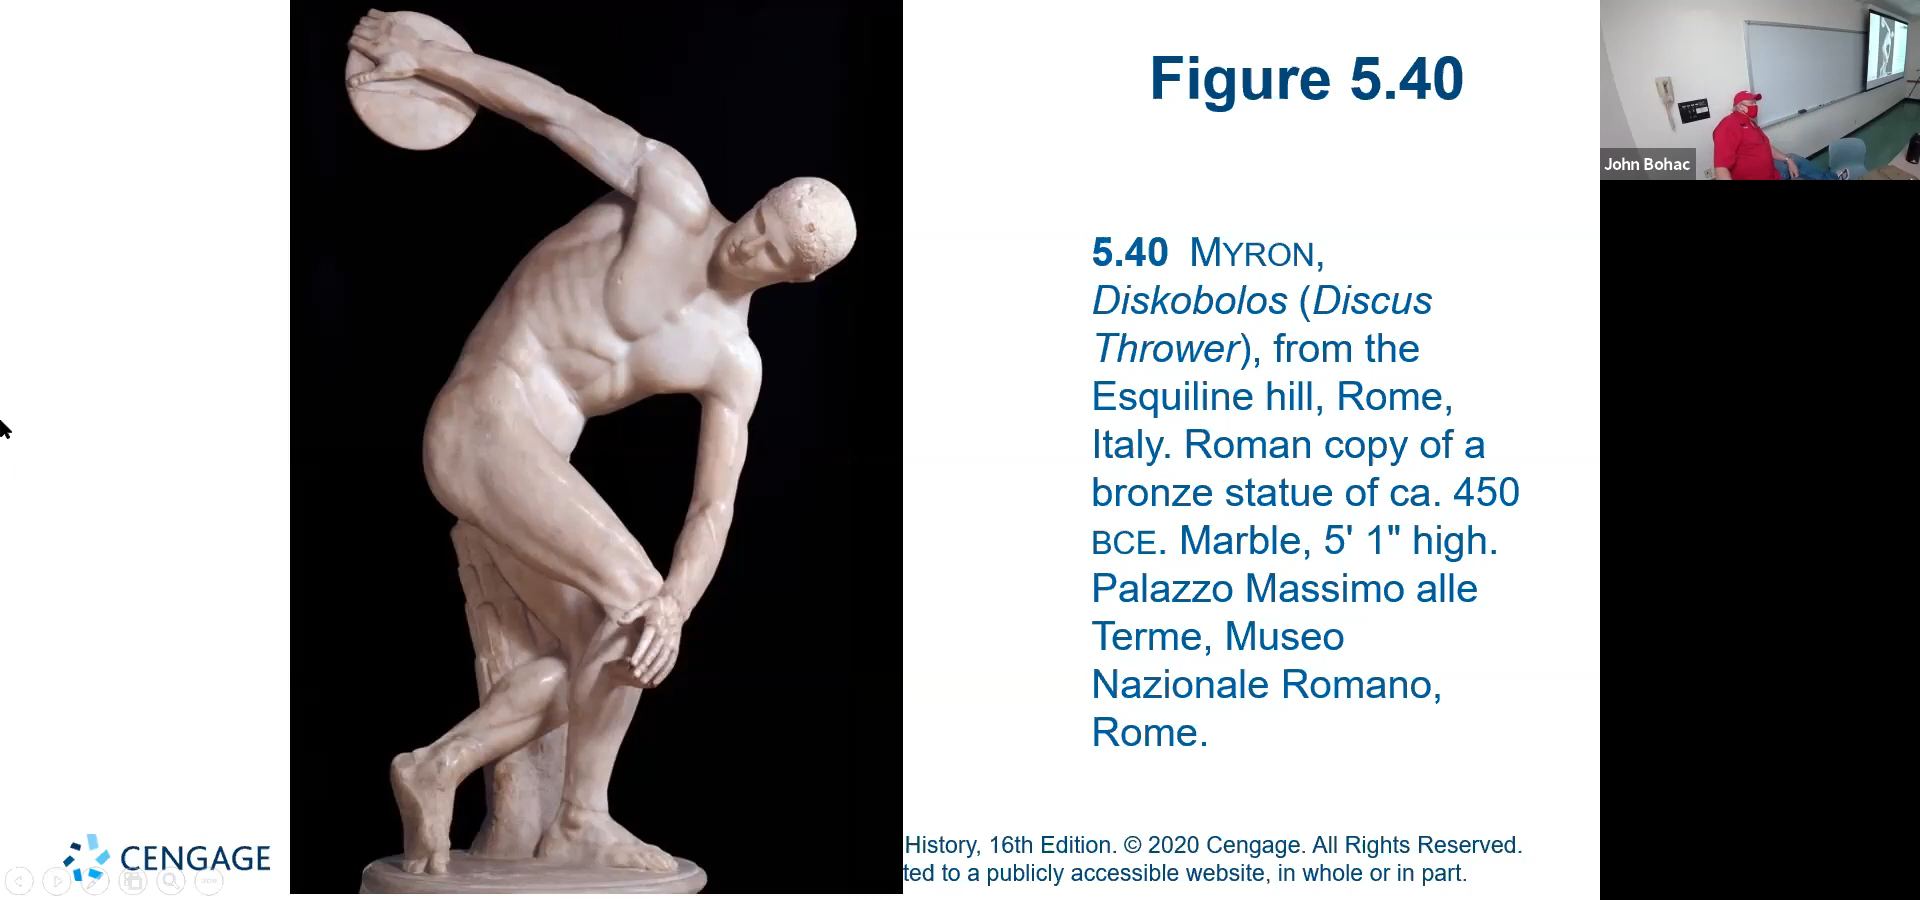 Figure 5.40
John Bohac
5.40 MYRON,
Diskobolos (Discus
Thrower), from the
Esquiline hill, Rome,
Italy. Roman copy of a
bronze statue of ca. 450
BCE. Marble, 5' 1" high.
Palazzo Massimo alle
Terme, Museo
Nazionale Romano,
Rome.
CENGAGE
History, 16th Edition. © 2020 Cengage. All Rights Reserved.
ted to a publicly accessible website, in whole or in part.